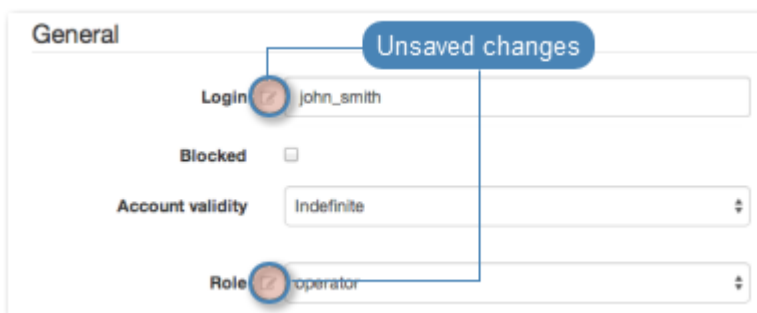 General
Unsaved changes
Login john_smith
Blocked
Account validity Indefinite
Role operator